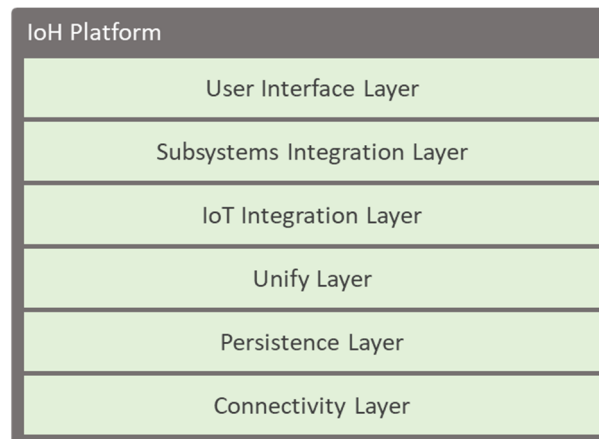 IoH Platform
User Interface Layer
Subsystems Integration Layer
IoT Integration Layer
Unify Layer
Persistence Layer
Connectivity Layer